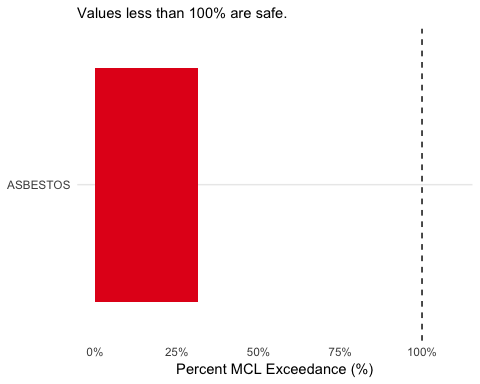 Values less than 100% are safe.
ASBESTOS
0% 25% 50% 75% 100%
Percent MCL Exceedance (%)